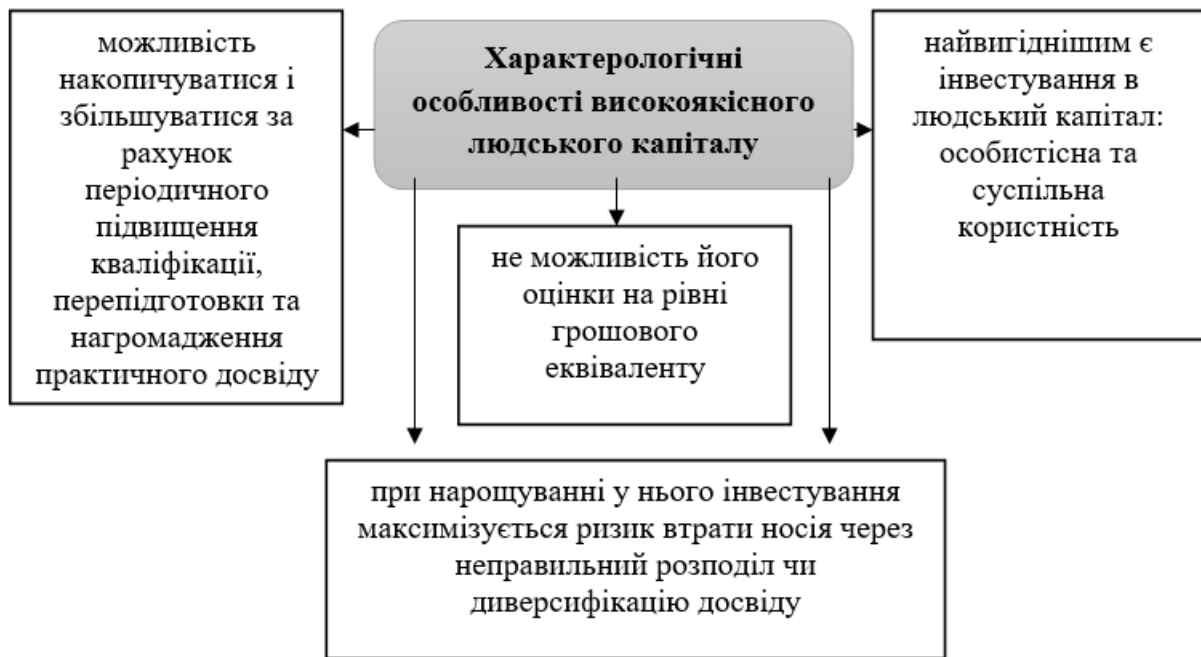 Характерологічні
особливості високоякісного
людського капіталу
можливість
накопичуватися і
збільшуватися за
рахунок
періодичного
підвищення
кваліфікації,
перепідготовки та
нагромадження
практичного досвіду
не можливість його
оцінки на рівні
грошового
еквіваленту
найвигіднішим є
інвестування в
людський капітал:
особистісна та
суспільна
користність
при нарощуванні у нього інвестування
максимізується ризик втрати носія через
неправильний розподіл чи
диверсифікацію досвіду